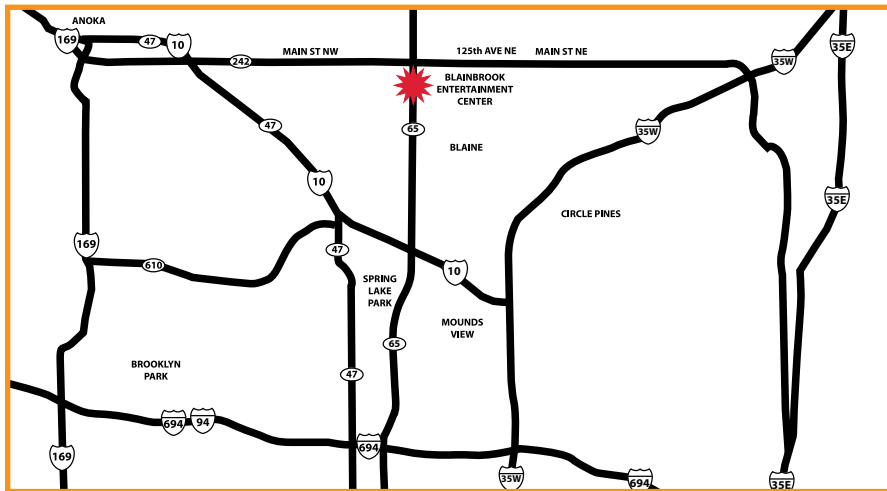 ANOKA
169
47
10
242
MAIN ST NW
125th AVE NE
MAIN ST NE
35W
35E
BLAINBROOK
ENTERTAINMENT
CENTER
47
65
35W
BLAINE
10
35E
CIRCLE PINES
169
47
610
10
SPRING
LAKE
PARK
MOUNDS
VIEW
65
BROOKLYN
PARK
47
694
94
694
169
35W
694
35E